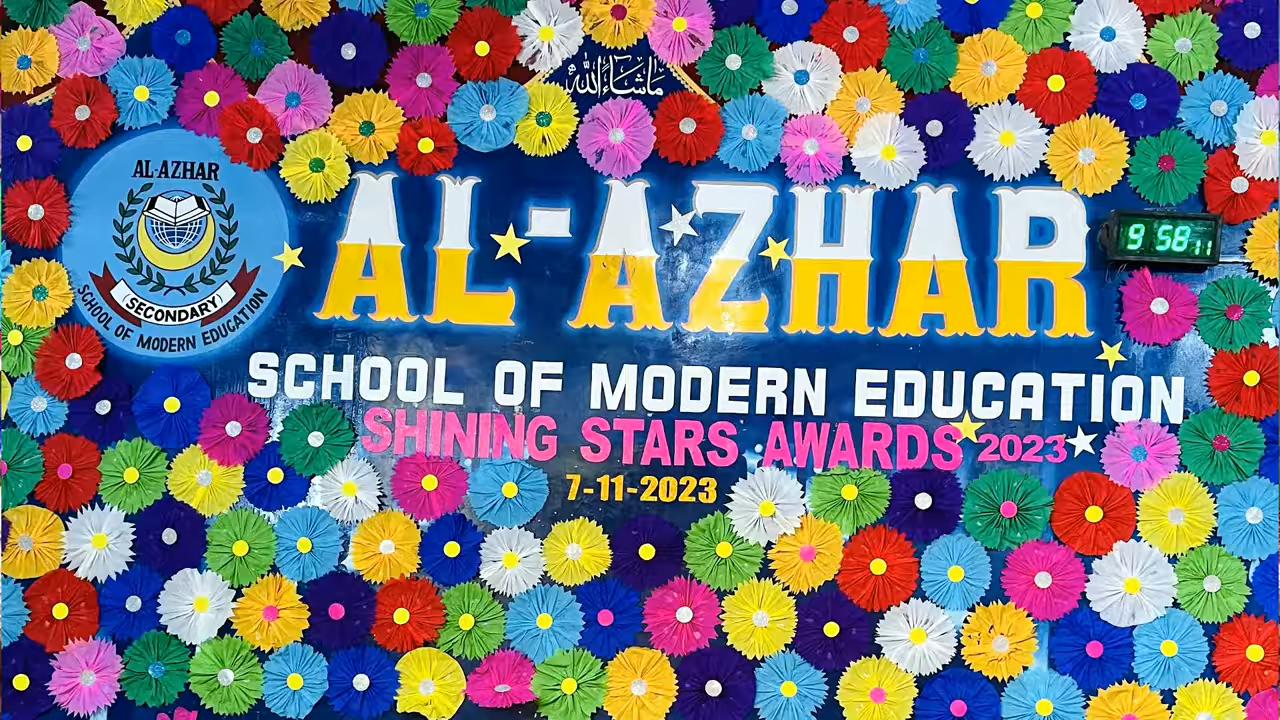 ماشاءالله
AL-AZHAR
(SECONDARY)
SCHOOL OF MODERN EDUCATION
AL-AZHAR
9 58 11
SCHOOL OF MODERN EDUCATION
SHINING STARS AWARDS 2023
7-11-2023